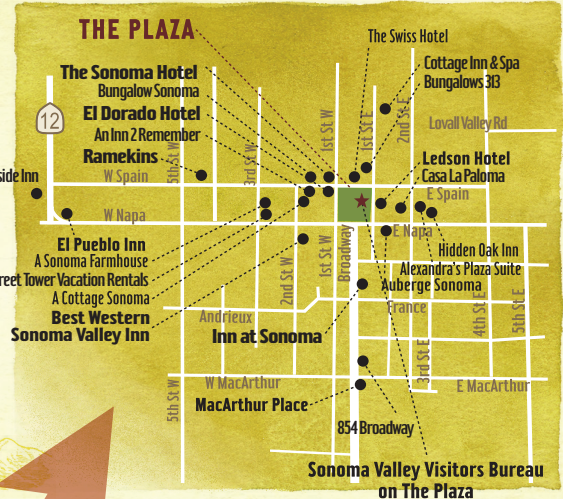 THE PLAZA
The Swiss Hotel
The Sonoma Hotel
Cottage Inn & Spa
Bungalow Sonoma
Bungalows 313
El Dorado Hotel
An Inn 2 Remember
Ramekins
12
1st St W
1st St E
2nd St E
Lovall Valley Rd
5th St W
3rd St W
Ledson Hotel
Casa La Paloma
side Inn
W Spain
E Spain
W Napa
E Napa
El Pueblo Inn
A Sonoma Farmhouse
reet Tower Vacation Rentals
A Cottage Sonoma
Best Western
Sonoma Valley Inn
2nd St W
1st St W
Broadway
Hidden Oak Inn
Alexandra's Plaza Suite
Auberge Sonoma
France
4th St E
5th St E
Andrieux
Inn at Sonoma
3rd St E
W MacArthur
E MacArthur
5th St W
MacArthur Place
854 Broadway
Sonoma Valley Visitors Bureau
on The Plaza